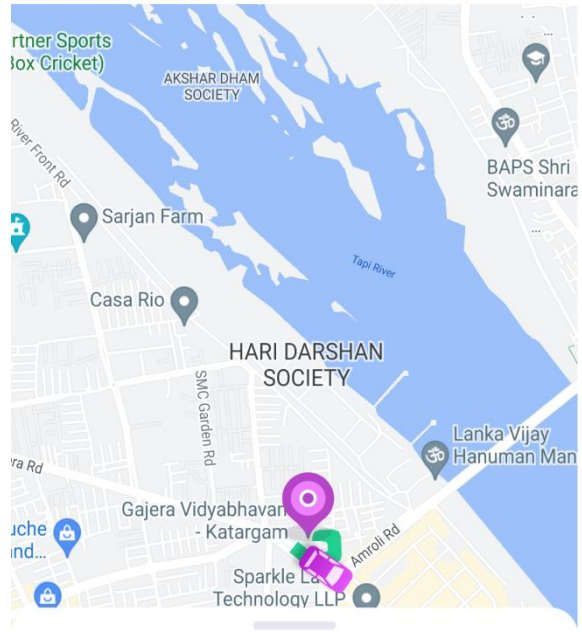 rtner Sports
Box Cricket)
AKSHAR DHAM
SOCIETY
River Front Rd
BAPS Shri
Swaminara
...
Sarjan Farm
Tapi River
Casa Rio
HARI DARSHAN
SOCIETY
SMC Garden Rd
Lanka Vijay
Hanuman Man
ra Rd
Gajera Vidyabhavan
- Katargam
uche
nd...
Amroli Rd
Sparkle La
Technology LLP